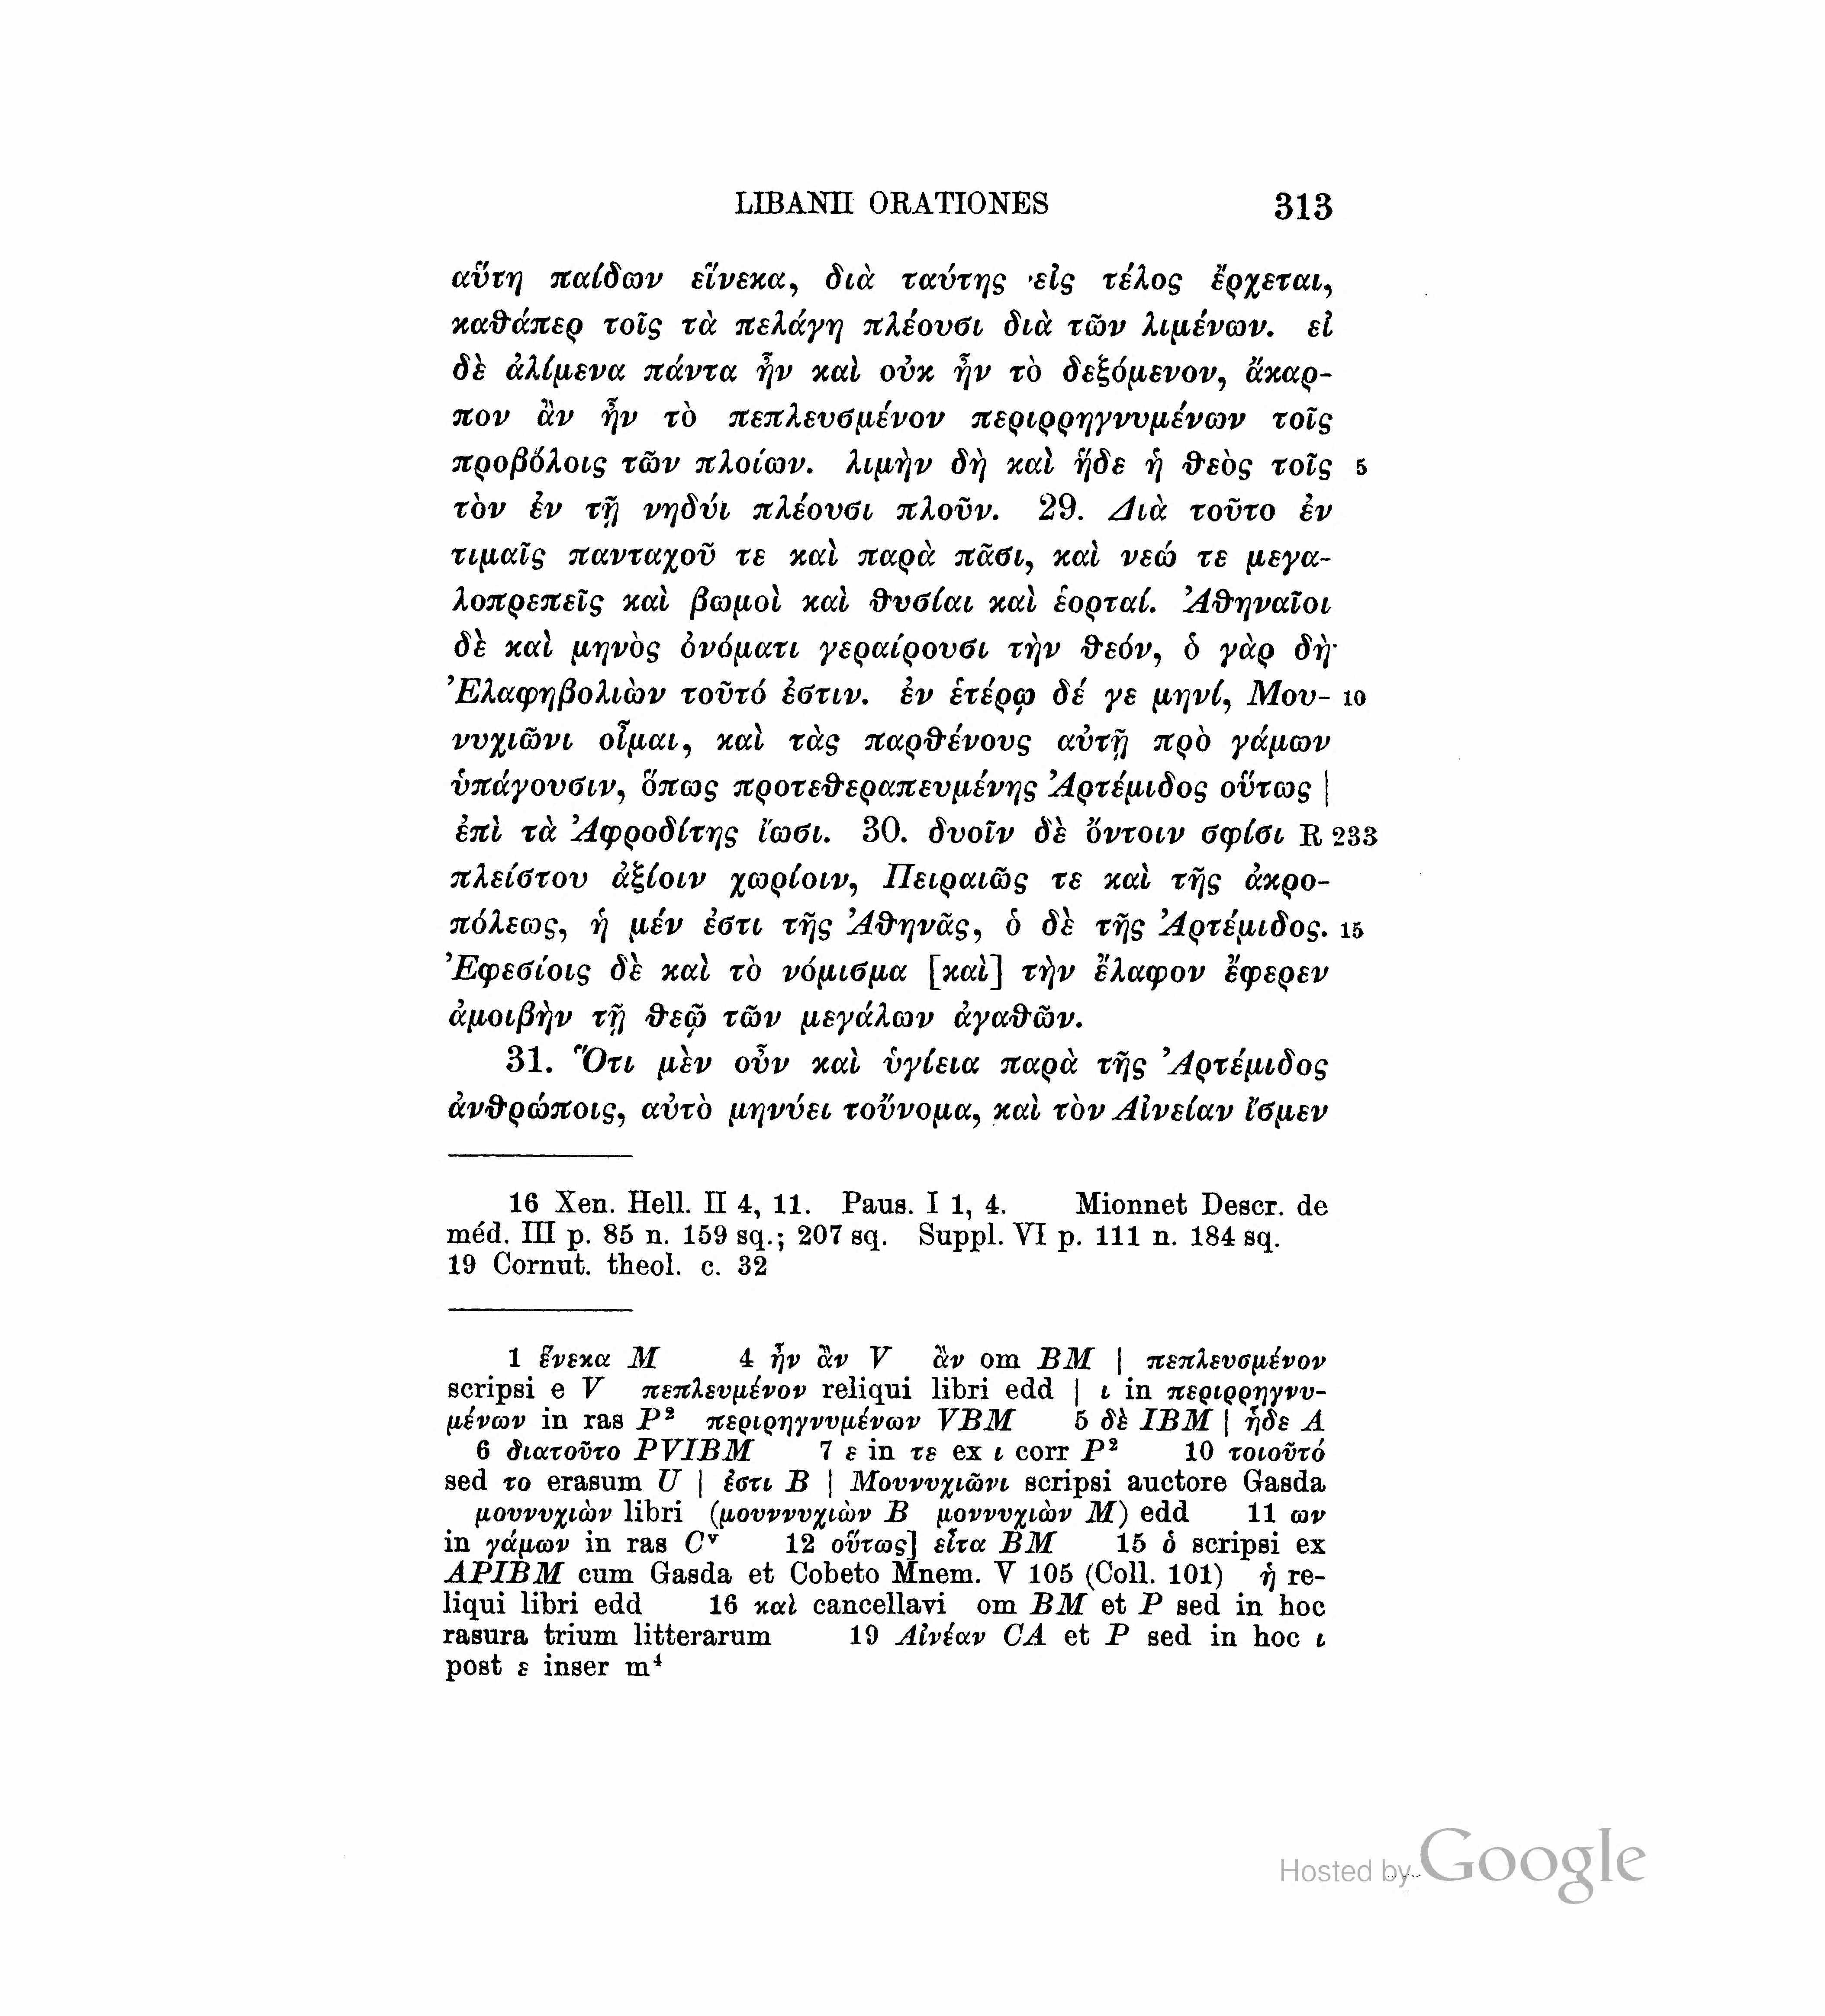 LIBANII ORATIONES 313
αὕτη παίδων εἵνεκα, διὰ ταύτης εἰς τέλος ἔρχεται,
καθάπερ τοῖς τὰ πελάγη πλέουσι διὰ τῶν λιμένων. εἰ
δὲ ἀλίμενα πάντα ἦν καὶ οὐκ ἦν τὸ δεξόμενον, ἄκαρ-
πον ἂν ἦν τὸ πεπλευσμένον περιρρηγνυμένων τοῖς
προβόλοις τῶν πλοίων. λιμὴν δὴ καὶ ἥδε ἡ θεὸς τοῖς 5
τὸν ἐν τῇ νηδύι πλέουσι πλοῦν. 29. Διὰ τοῦτο ἐν
τιμαῖς πανταχοῦ τε καὶ παρὰ πᾶσι, καὶ νεῴ τε μεγα-
λοπρεπεῖς καὶ βωμοὶ καὶ θυσίαι καὶ ἑορταί. Ἀθηναῖοι
δὲ καὶ μηνὸς ὀνόματι γεραίρουσι τὴν θεόν, ὁ γὰρ δὴ
Ἐλαφηβολιὼν τοῦτό ἐστιν. ἐν ἑτέρῳ δέ γε μηνί, Μου- 10
νυχιῶνι οἶμαι, καὶ τὰς παρθένους αὐτῇ πρὸ γάμων
ὑπάγουσιν, ὅπως προτεθεραπευμένης Ἀρτέμιδος οὕτως |
ἐπὶ τὰ Ἀφροδίτης ἴωσι. 30. δυοῖν δὲ ὄντοιν σφίσι R 233
πλείστου ἀξίοιν χωρίοιν, Πειραιῶς τε καὶ τῆς ἀκρο-
πόλεως, ἡ μέν ἐστι τῆς Ἀθηνᾶς, ὁ δὲ τῆς Ἀρτέμιδος. 15
Ἐφεσίοις δὲ καὶ τὸ νόμισμα [καὶ] τὴν ἔλαφον ἔφερεν
ἀμοιβὴν τῇ θεῷ τῶν μεγάλων ἀγαθῶν.
31. Ὅτι μὲν οὖν καὶ ὑγίεια παρὰ τῆς Ἀρτέμιδος
ἀνθρώποις, αὐτὸ μηνύει τοὔνομα, καὶ τὸν Αἰνείαν ἴσμεν
16 Xen. Hell. II 4, 11. Paus. I 1, 4. Mionnet Descr. de
méd. III p. 85 n. 159 sq.; 207 sq. Suppl. VI p. 111 n. 184 sq.
19 Cornut. theol. c. 32
1 ἕνεκα M 4 ἦν ἂν V ἂν om BM | πεπλευσμένον
scripsi e V πεπλευμένον reliqui libri edd | ι in περιρρηγνυ-
μένων in ras P² περιρηγνυμένων VBM 5 δὲ IBM | ἦδε A
6 διατοῦτο PVIBM 7 ε in τε ex ι corr P² 10 τοιοῦτό
sed το erasum U | ἐστι B | Μουνυχιῶνι scripsi auctore Gasda
μουνυχιὼν libri (μουννυχιὼν B μοννυχιὼν M) edd 11 ων
in γάμων in ras Cᵛ 12 οὕτως] εἶτα BM 15 ὁ scripsi ex
APIBM cum Gasda et Cobeto Mnem. V 105 (Coll. 101) ἡ re-
liqui libri edd 16 καὶ cancellavi om BM et P sed in hoc
rasura trium litterarum 19 Αἰνέαν CA et P sed in hoc ι
post ε inser m⁴
Hosted by Google